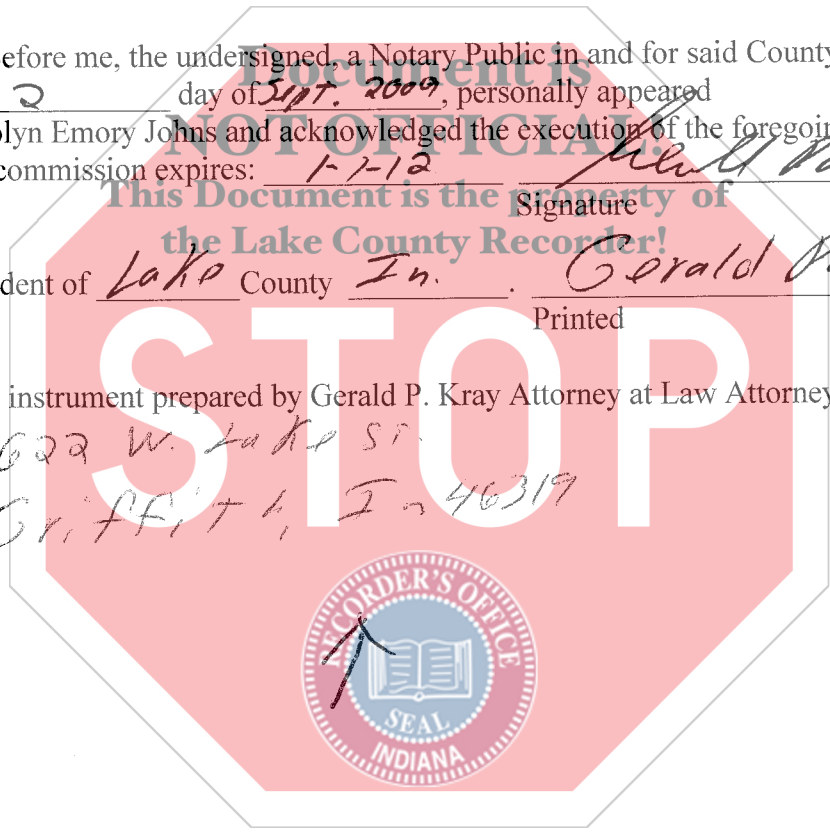 efore me, the undersigned, a Notary Public in and for said County
2 day of Sept. 2009, personally appeared
olyn Emory Johns and acknowledged the execution of the foregoin
commission expires: 1-1-12
Signature
dent of Lake County In. . Gerald
Printed
instrument prepared by Gerald P. Kray Attorney at Law Attorney
622 W. Lake St.
Griffith, In 46319
Document is
NOT OFFICIAL!
This Document is the property of
the Lake County Recorder!
STOP
RECORDER'S OFFICE
SEAL
INDIANA